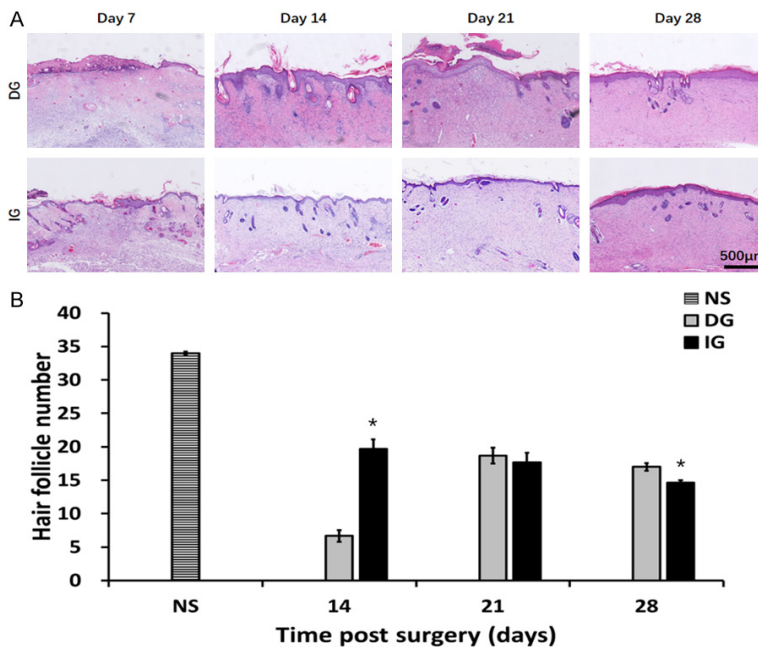 A
Day 7
Day 14
Day 21
Day 28
DG
IG
500μm
B
NS
DG
IG
Hair follicle number
40
35
30
25
20
15
10
5
0
*
*
NS
14
21
28
Time post surgery (days)